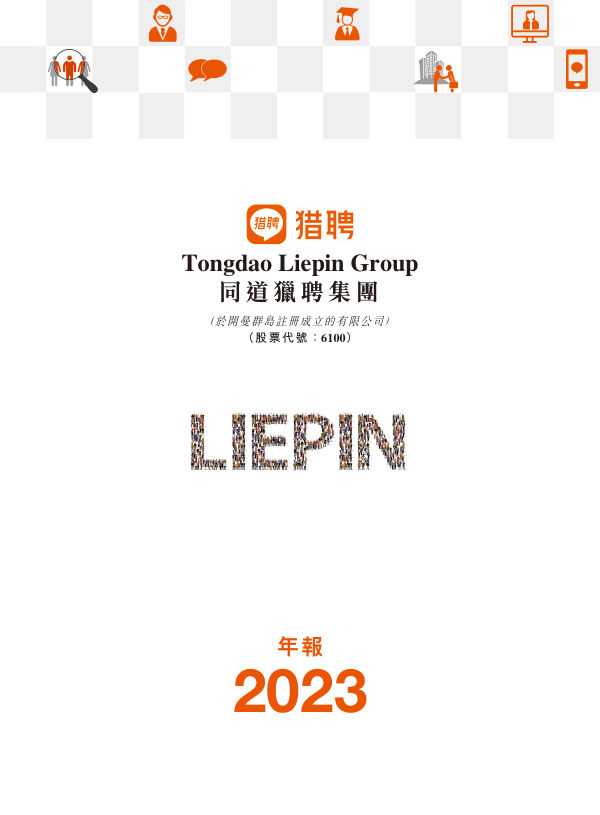 猎聘 猎聘
Tongdao Liepin Group
同道獵聘集團
(於開曼群島註冊成立的有限公司)
(股票代號：6100)
LIEPIN
年報
2023